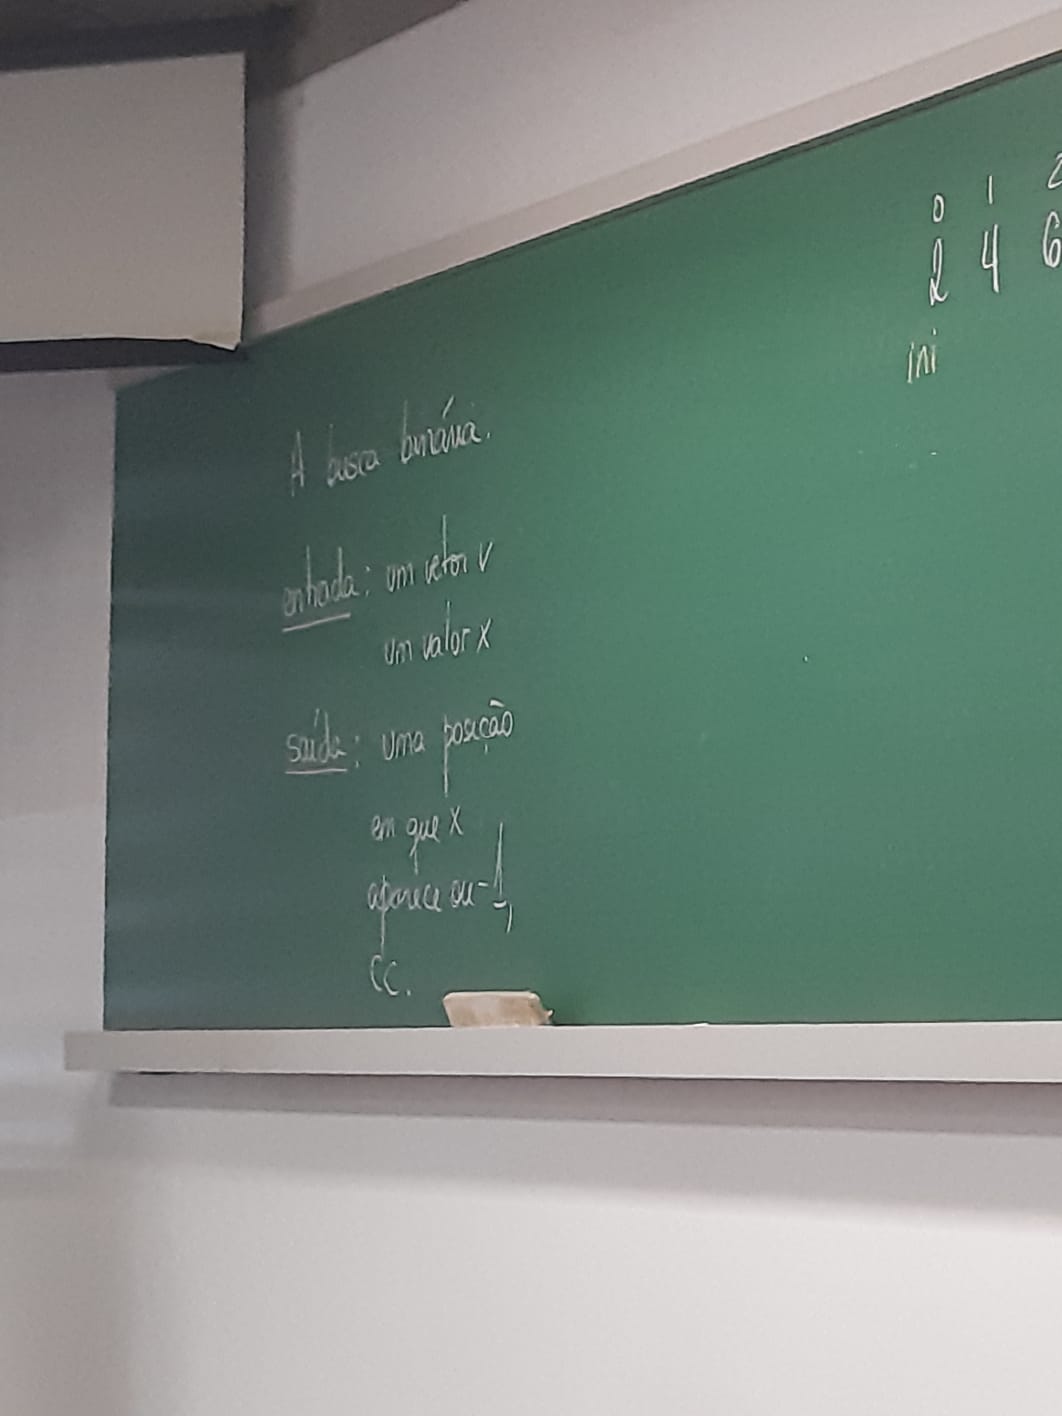 A busca binária.
entrada: um vetor v
um valor x
saída: uma posição
em que x
aparece ou -1,
CC.
0 1 2
2 4 6
ini